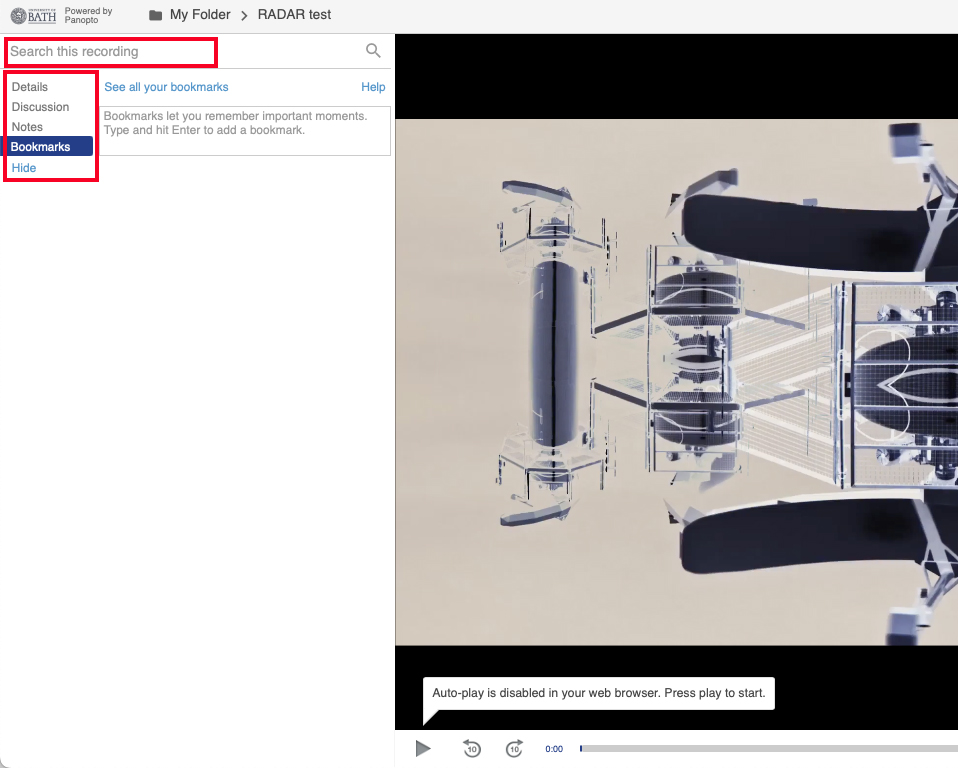 UNIVERSITY OF
BATH
Powered by
Panopto
My Folder > RADAR test
Search this recording
Details
Discussion
Notes
Bookmarks
Hide
See all your bookmarks
Help
Bookmarks let you remember important moments.
Type and hit Enter to add a bookmark.
Auto-play is disabled in your web browser. Press play to start.
10
10
0:00